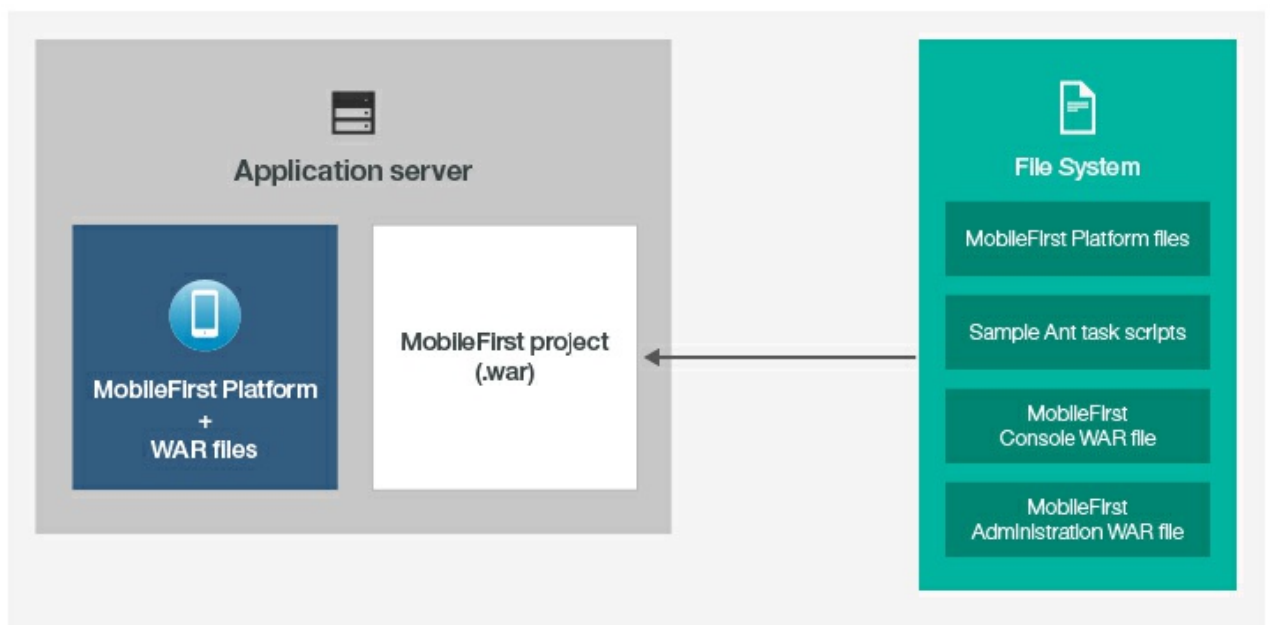 Application server
MobileFirst Platform
+
WAR files
MobileFirst project
(.war)
File System
MobileFirst Platform files
Sample Ant task scripts
MobileFirst
Console WAR file
MobileFirst
Administration WAR file